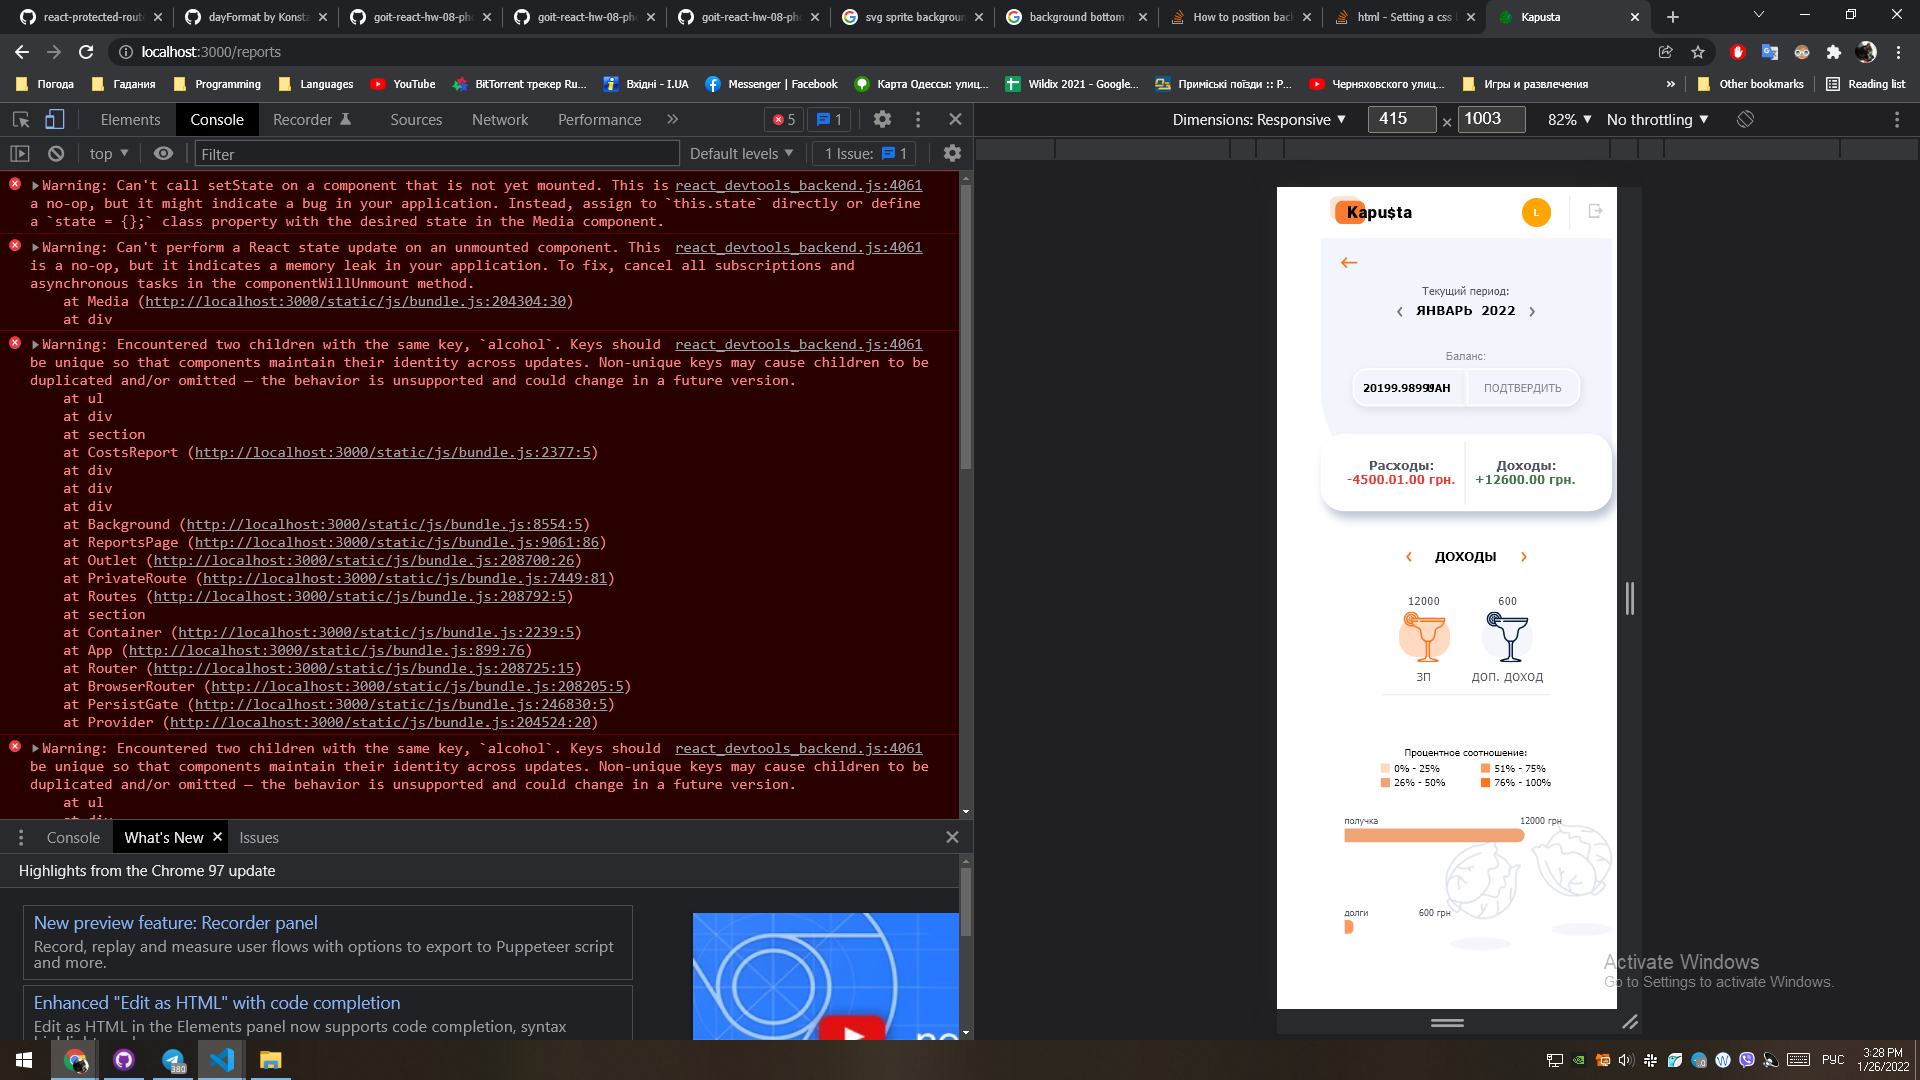 react-protected-rout
dayFormat by Konsta
goit-react-hw-08-ph
goit-react-hw-08-ph
goit-react-hw-08-ph
svg sprite background
background bottom
How to position back
html - Setting a css
Kapusta
localhost:3000/reports
Погода
Гадания
Programming
Languages
YouTube
BitTorrent трекер Ru...
Вхідні - I.UA
Messenger | Facebook
Карта Одессы: улиц...
Wildix 2021 - Google...
Приміські поїзди :: Р...
Черняховского улиц...
Игры и развлечения
»
Other bookmarks
Reading list
Elements
Console
Recorder
Sources
Network
Performance
»
5
1
Dimensions: Responsive
415
×
1003
82%
No throttling
top
Filter
Default levels
1 Issue:
1
Warning: Can't call setState on a component that is not yet mounted. This is react_devtools_backend.js:4061
a no-op, but it might indicate a bug in your application. Instead, assign to `this.state` directly or define
a `state = {};` class property with the desired state in the Media component.
Warning: Can't perform a React state update on an unmounted component. This react_devtools_backend.js:4061
is a no-op, but it indicates a memory leak in your application. To fix, cancel all subscriptions and
asynchronous tasks in the componentWillUnmount method.
at Media (http://localhost:3000/static/js/bundle.js:204304:30)
at div
Warning: Encountered two children with the same key, `alcohol`. Keys should react_devtools_backend.js:4061
be unique so that components maintain their identity across updates. Non-unique keys may cause children to be
duplicated and/or omitted — the behavior is unsupported and could change in a future version.
at ul
at div
at section
at CostsReport (http://localhost:3000/static/js/bundle.js:2377:5)
at div
at div
at div
at Background (http://localhost:3000/static/js/bundle.js:8554:5)
at ReportsPage (http://localhost:3000/static/js/bundle.js:9061:86)
at Outlet (http://localhost:3000/static/js/bundle.js:208700:26)
at PrivateRoute (http://localhost:3000/static/js/bundle.js:7449:81)
at Routes (http://localhost:3000/static/js/bundle.js:208792:5)
at section
at Container (http://localhost:3000/static/js/bundle.js:2239:5)
at App (http://localhost:3000/static/js/bundle.js:899:76)
at Router (http://localhost:3000/static/js/bundle.js:208725:15)
at BrowserRouter (http://localhost:3000/static/js/bundle.js:208205:5)
at PersistGate (http://localhost:3000/static/js/bundle.js:246830:5)
at Provider (http://localhost:3000/static/js/bundle.js:204524:20)
Warning: Encountered two children with the same key, `alcohol`. Keys should react_devtools_backend.js:4061
be unique so that components maintain their identity across updates. Non-unique keys may cause children to be
duplicated and/or omitted — the behavior is unsupported and could change in a future version.
at ul
at div
Console
What's New
Issues
Highlights from the Chrome 97 update
New preview feature: Recorder panel
Record, replay and measure user flows with options to export to Puppeteer script
and more.
Enhanced "Edit as HTML" with code completion
Edit as HTML in the Elements panel now supports code completion, syntax
Kapu$ta
L
Текущий период:
ЯНВАРЬ 2022
Баланс:
20199.9899 UAH
ПОДТВЕРДИТЬ
Расходы:
-4500.01.00 грн.
Доходы:
+12600.00 грн.
ДОХОДЫ
12000
600
ЗП
ДОП. ДОХОД
Процентное соотношение:
0% - 25%
51% - 75%
26% - 50%
76% - 100%
получка
12000 грн
долги
600 грн
Activate Windows
Go to Settings to activate Windows.
380
РУС
3:28 PM
1/26/2022